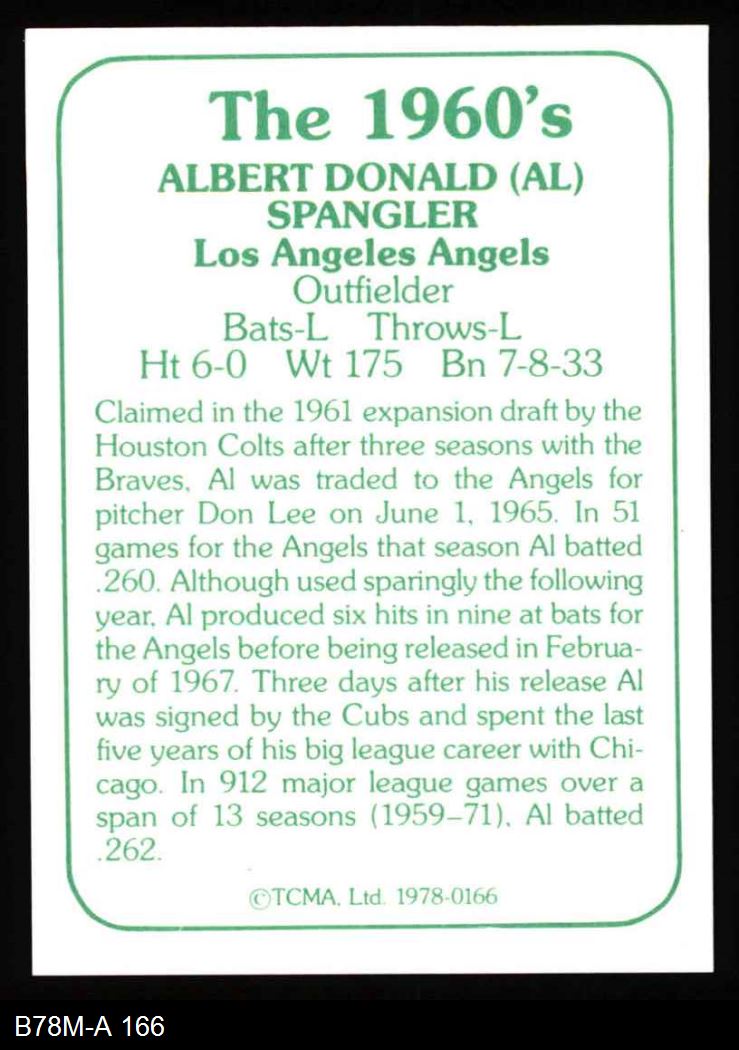 The 1960's
ALBERT DONALD (AL)
SPANGLER
Los Angeles Angels
Outfielder
Bats-L Throws-L
Ht 6-0 Wt 175 Bn 7-8-33
Claimed in the 1961 expansion draft by the
Houston Colts after three seasons with the
Braves, Al was traded to the Angels for
pitcher Don Lee on June 1, 1965. In 51
games for the Angels that season Al batted
.260. Although used sparingly the following
year, Al produced six hits in nine at bats for
the Angels before being released in Februa-
ry of 1967. Three days after his release Al
was signed by the Cubs and spent the last
five years of his big league career with Chi-
cago. In 912 major league games over a
span of 13 seasons (1959–71), Al batted
.262.
©TCMA, Ltd. 1978-0166
B78M-A 166